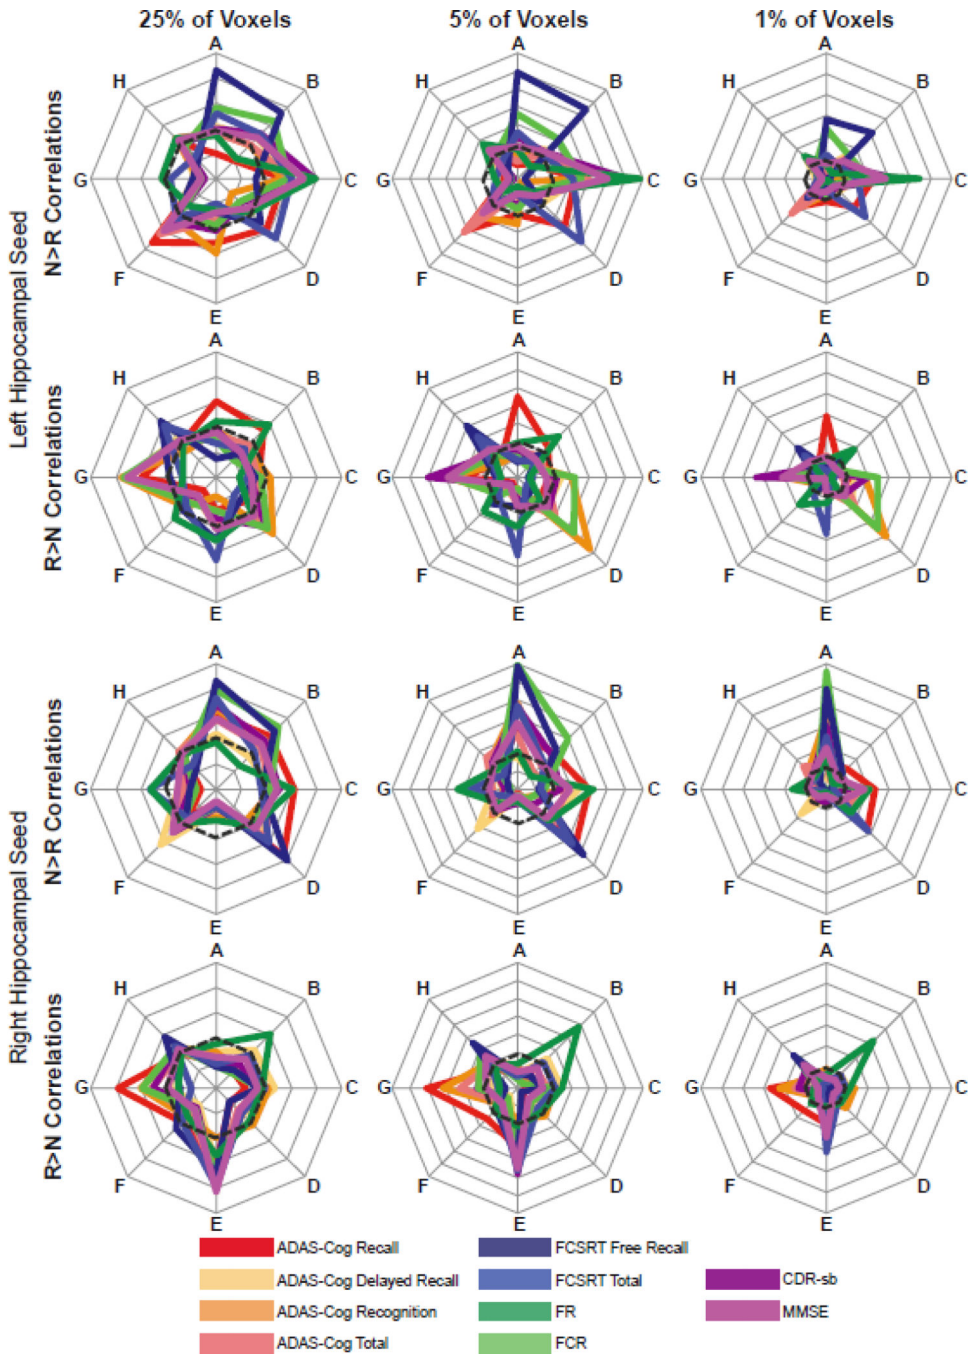 25% of Voxels 5% of Voxels 1% of Voxels
Left Hippocampal Seed
N>R Correlations
A A A
H B H B H B
G C G C G C
F D F D F D
E E E
R>N Correlations
A A A
H B H B H B
G C G C G C
F D F D F D
E E E
Right Hippocampal Seed
N>R Correlations
A A A
H B H B H B
G C G C G C
F D F D F D
E E E
R>N Correlations
A A A
H B H B H B
G C G C G C
F D F D F D
E E E
ADAS-Cog Recall FCSRT Free Recall
ADAS-Cog Delayed Recall FCSRT Total CDR-sb
ADAS-Cog Recognition FR MMSE
ADAS-Cog Total FCR